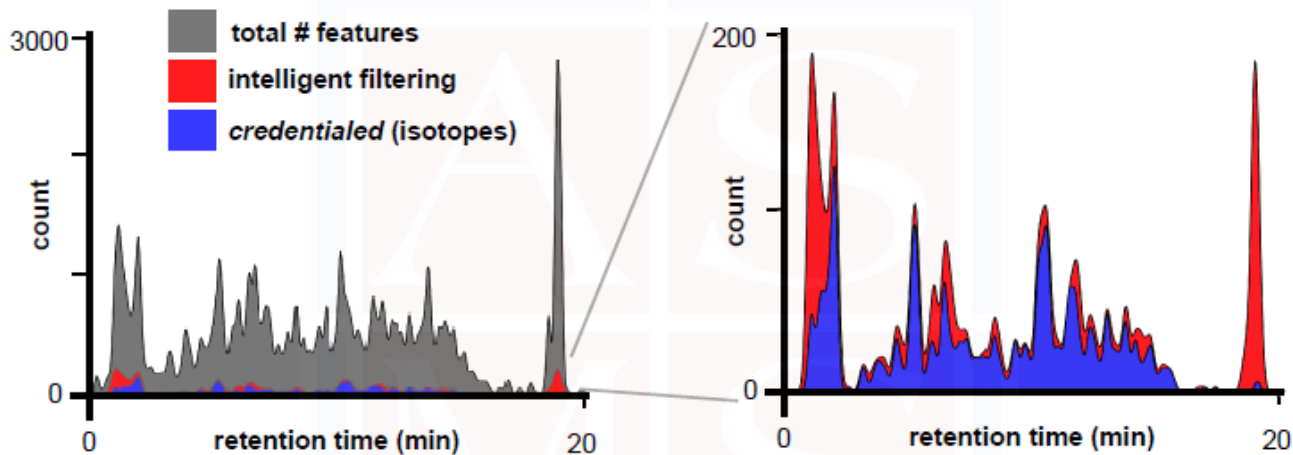 3000
total # features
intelligent filtering
credentialed (isotopes)
count
0
0
retention time (min)
20
200
count
0
0
retention time (min)
20
A S
M S